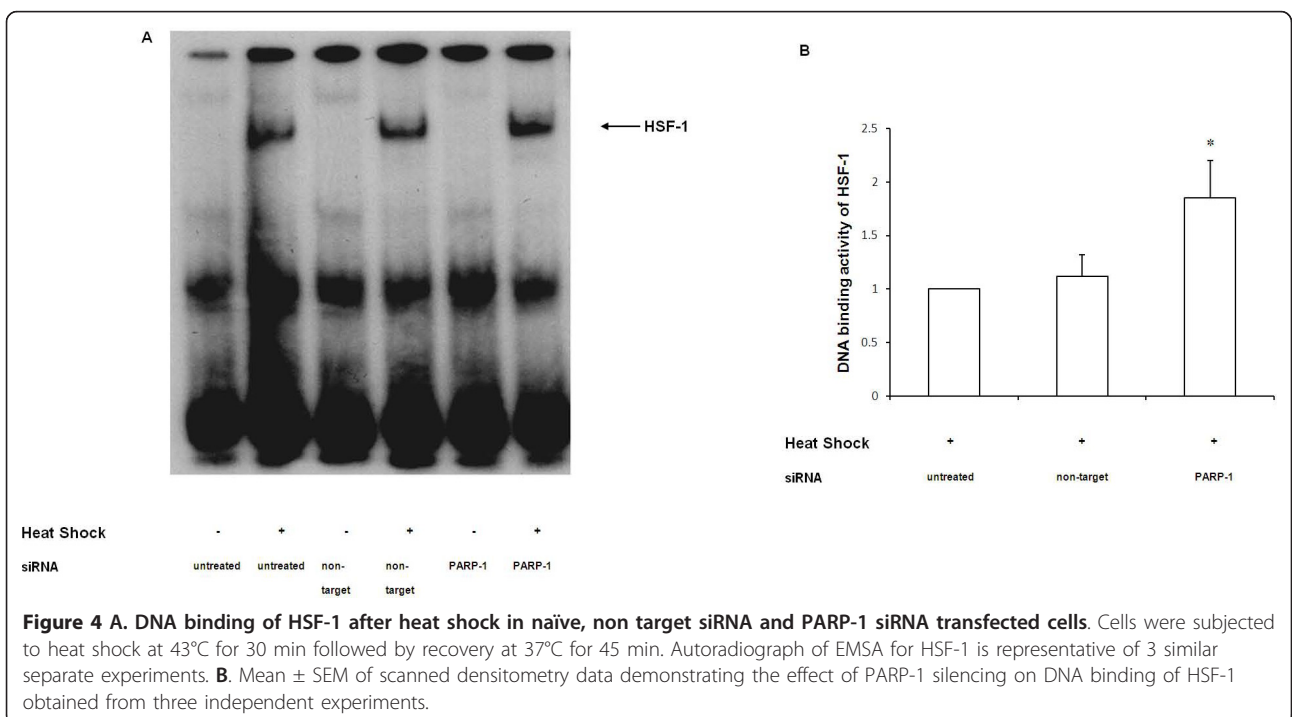 A
HSF-1
Heat Shock - + - + - +
siRNA untreated untreated non-target non-target PARP-1 PARP-1
B
DNA binding activity of HSF-1
2.5
2
1.5
1
0.5
0
*
Heat Shock + + +
siRNA untreated non-target PARP-1
Figure 4 A. DNA binding of HSF-1 after heat shock in naïve, non target siRNA and PARP-1 siRNA transfected cells. Cells were subjected
to heat shock at 43°C for 30 min followed by recovery at 37°C for 45 min. Autoradiograph of EMSA for HSF-1 is representative of 3 similar
separate experiments. B. Mean ± SEM of scanned densitometry data demonstrating the effect of PARP-1 silencing on DNA binding of HSF-1
obtained from three independent experiments.